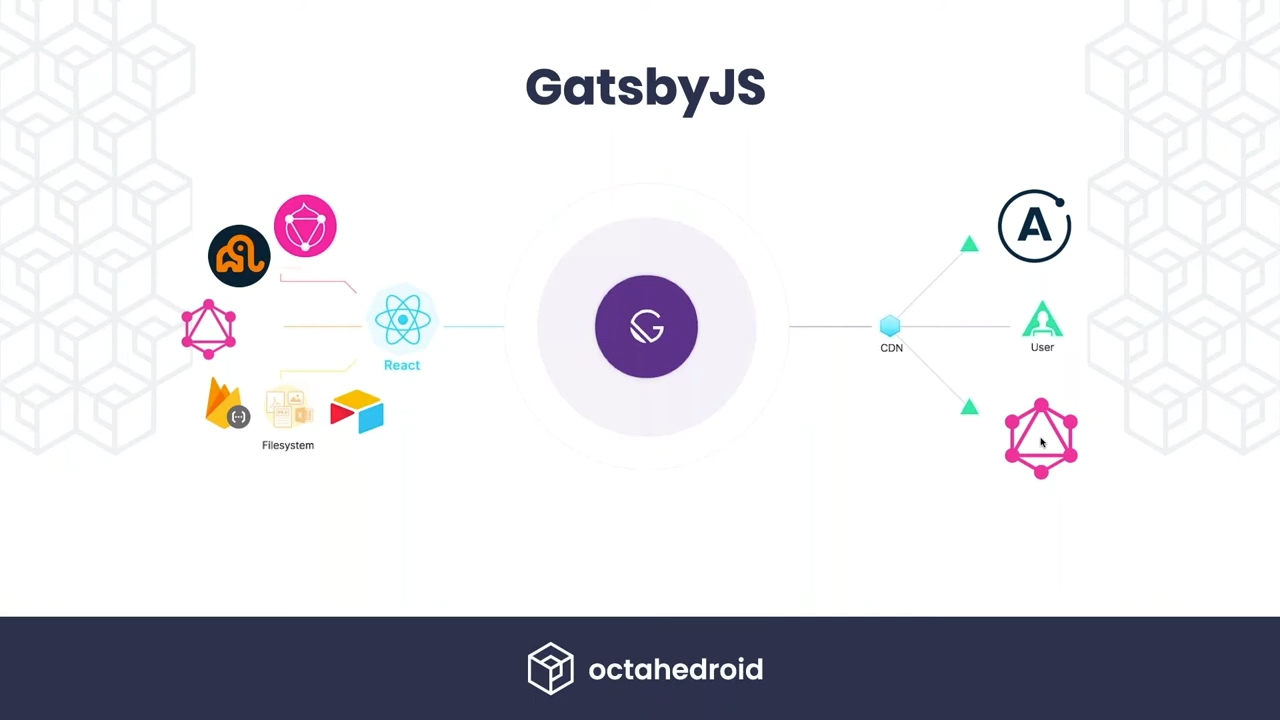 GatsbyJS
A
React
G
CDN
User
{...}
Filesystem
octahedroid